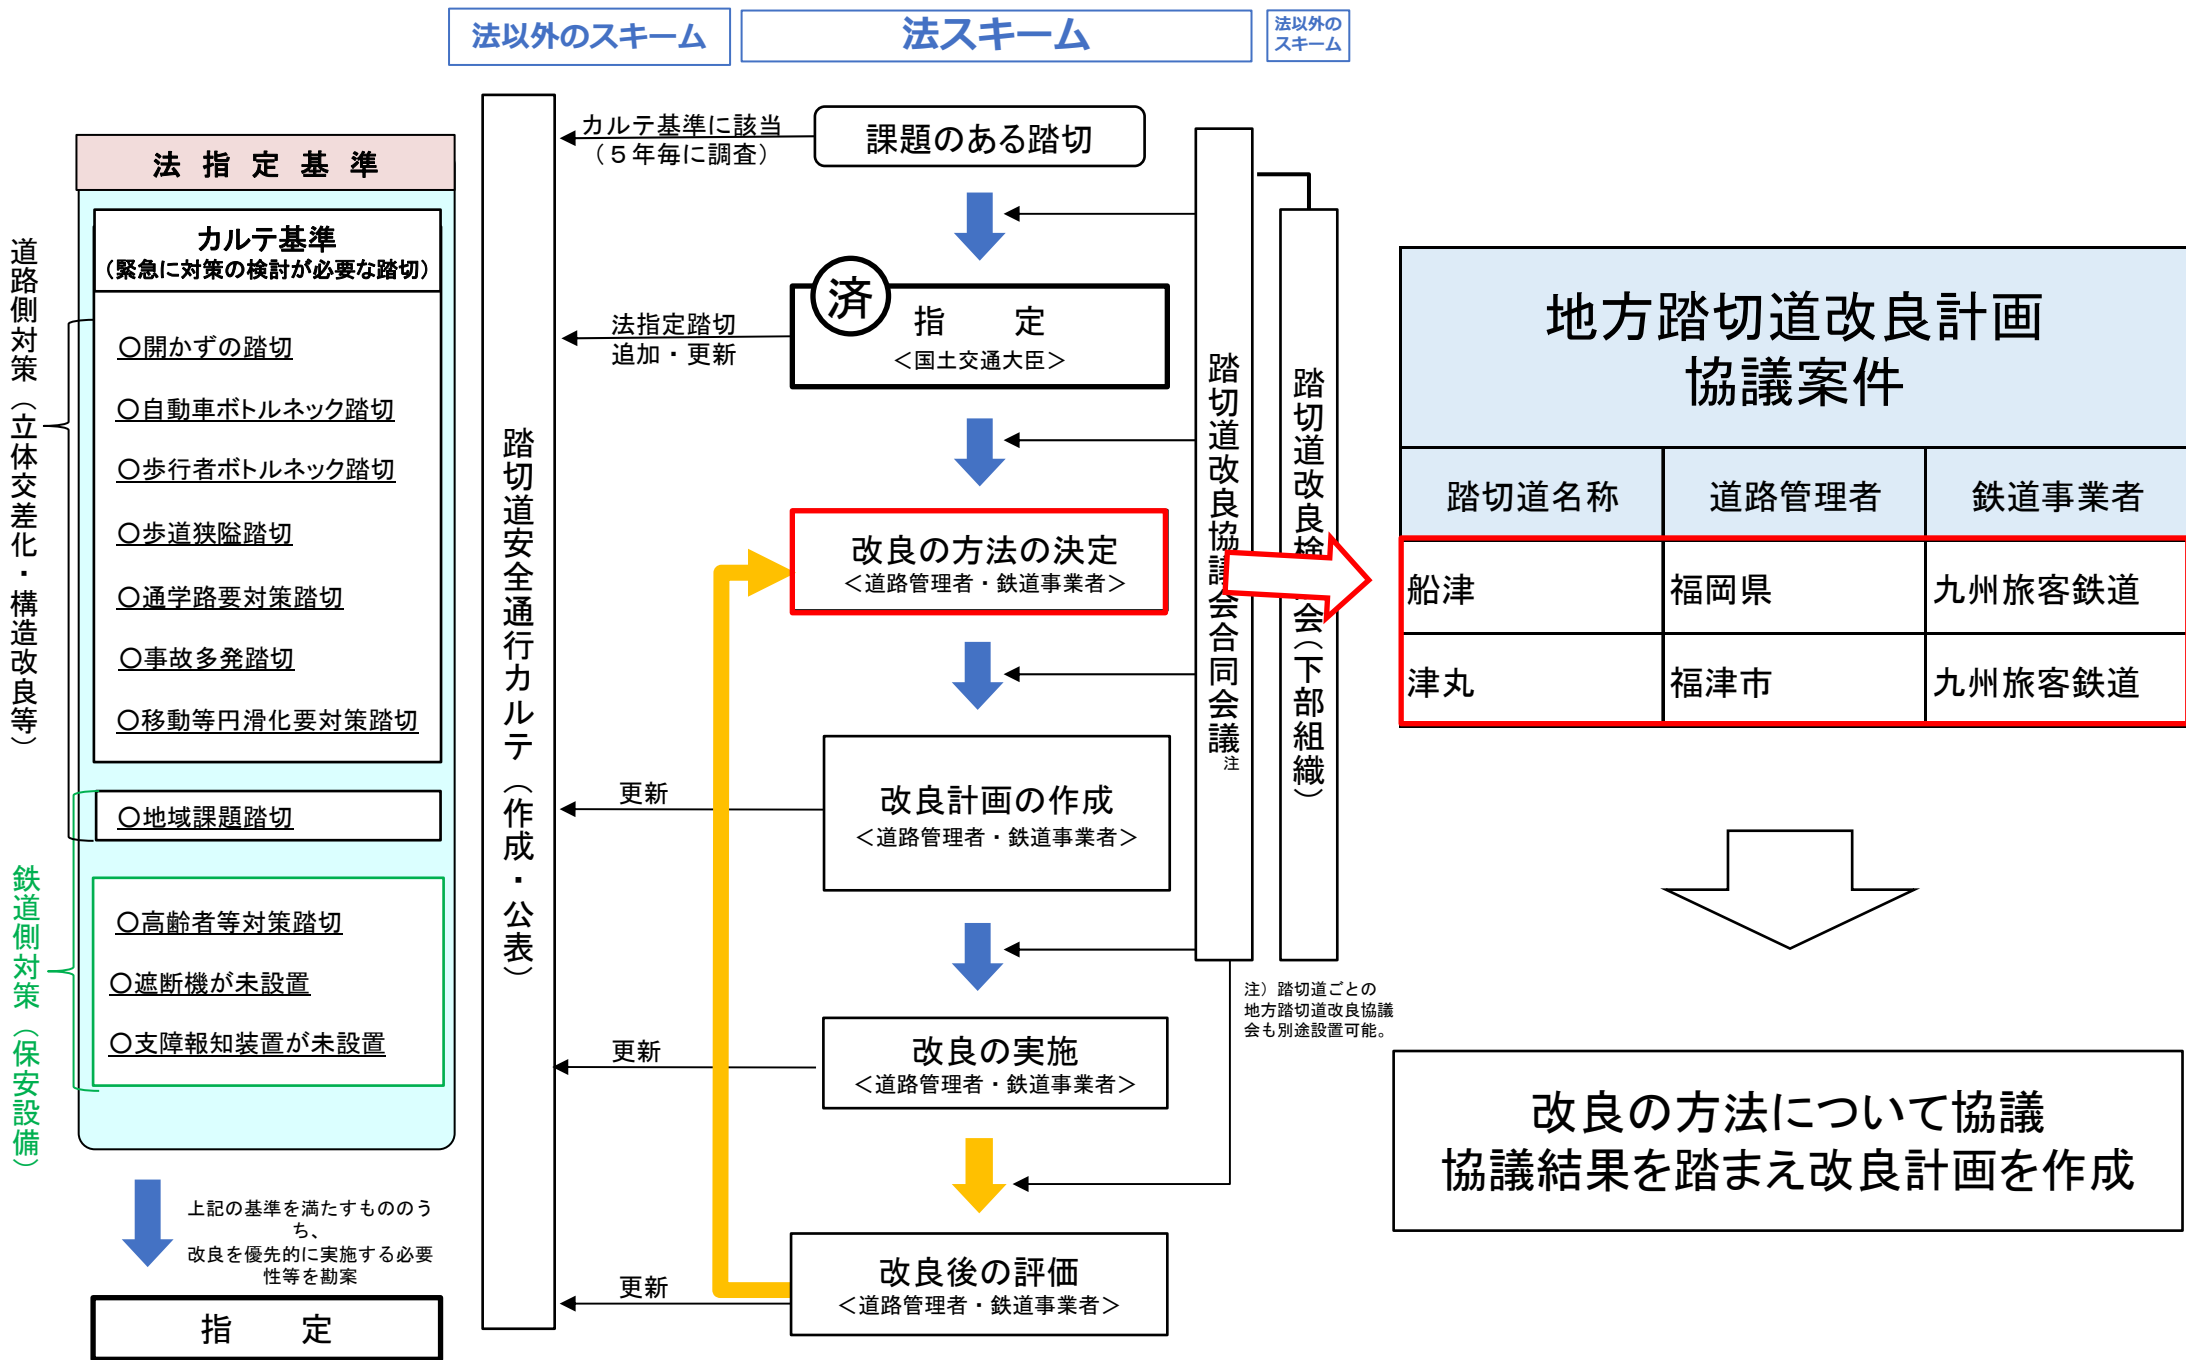 法以外のスキーム
法スキーム
法以外の
スキーム
法 指 定 基 準
カルテ基準
（緊急に対策の検討が必要な踏切）
〇開かずの踏切
〇自動車ボトルネック踏切
〇歩行者ボトルネック踏切
〇歩道狭隘踏切
〇通学路要対策踏切
〇事故多発踏切
〇移動等円滑化要対策踏切
〇地域課題踏切
〇高齢者等対策踏切
〇遮断機が未設置
〇支障報知装置が未設置
道路側対策（立体交差化・構造改良等）
鉄道側対策（保安設備）
上記の基準を満たすもののう
ち、
改良を優先的に実施する必要
性等を勘案
指　　定
踏切道安全通行カルテ（作成・公表）
カルテ基準に該当
（５年毎に調査）
課題のある踏切
法指定踏切
追加・更新
済
指　　定
＜国土交通大臣＞
改良の方法の決定
＜道路管理者・鉄道事業者＞
更新
改良計画の作成
＜道路管理者・鉄道事業者＞
更新
改良の実施
＜道路管理者・鉄道事業者＞
更新
改良後の評価
＜道路管理者・鉄道事業者＞
踏切道改良協議会合同会議注
踏切道改良検会（下部組織）
注）踏切道ごとの
地方踏切道改良協議
会も別途設置可能。
地方踏切道改良計画
協議案件
踏切道名称 道路管理者 鉄道事業者
船津 福岡県 九州旅客鉄道
津丸 福津市 九州旅客鉄道
改良の方法について協議
協議結果を踏まえ改良計画を作成